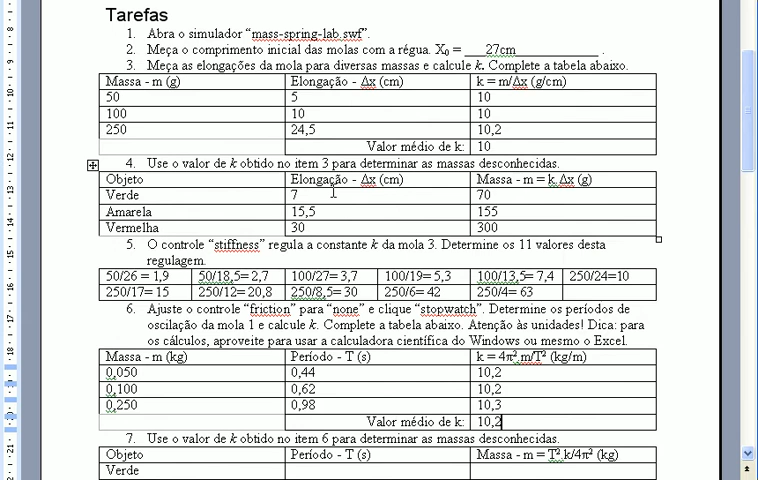 Tarefas
1. Abra o simulador "mass-spring-lab.swf".
2. Meça o comprimento inicial das molas com a régua. X0 = ___27cm___________ .
3. Meça as elongações da mola para diversas massas e calcule k. Complete a tabela abaixo.
Massa - m (g) Elongação - Δx (cm) k = m/Δx (g/cm)
50 5 10
100 10 10
250 24,5 10,2
Valor médio de k: 10
4. Use o valor de k obtido no item 3 para determinar as massas desconhecidas.
Objeto Elongação - Δx (cm) Massa - m = k.Δx (g)
Verde 7 70
Amarela 15,5 155
Vermelha 30 300
5. O controle "stiffness" regula a constante k da mola 3. Determine os 11 valores desta
regulagem.
50/26 = 1,9 50/18,5= 2,7 100/27= 3,7 100/19= 5,3 100/13,5= 7,4 250/24=10
250/17= 15 250/12= 20,8 250/8,5= 30 250/6= 42 250/4= 63
6. Ajuste o controle "friction" para "none" e clique "stopwatch". Determine os períodos de
oscilação da mola 1 e calcule k. Complete a tabela abaixo. Atenção às unidades! Dica: para
os cálculos, aproveite para usar a calculadora científica do Windows ou mesmo o Excel.
Massa - m (kg) Período - T (s) k = 4π².m/T² (kg/m)
0,050 0,44 10,2
0,100 0,62 10,2
0,250 0,98 10,3
Valor médio de k: 10,2
7. Use o valor de k obtido no item 6 para determinar as massas desconhecidas.
Objeto Período - T (s) Massa - m = T².k/4π² (kg)
Verde